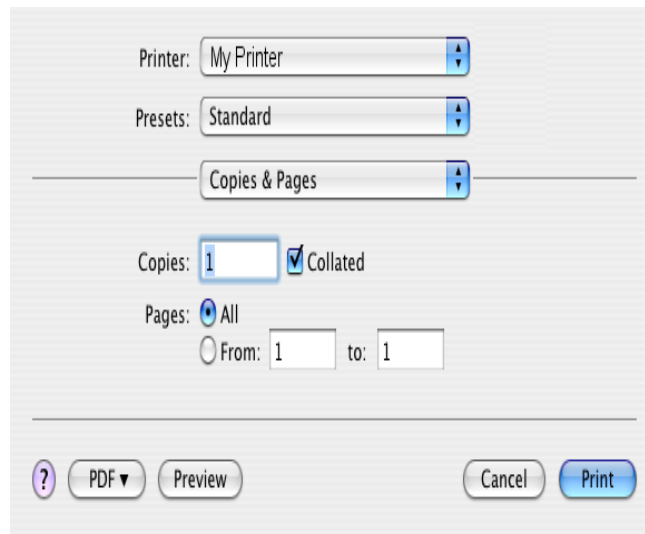 Printer: My Printer
Presets: Standard
Copies & Pages
Copies: 1 Collated
Pages: All
From: 1 to: 1
? PDF ▼ Preview Cancel Print